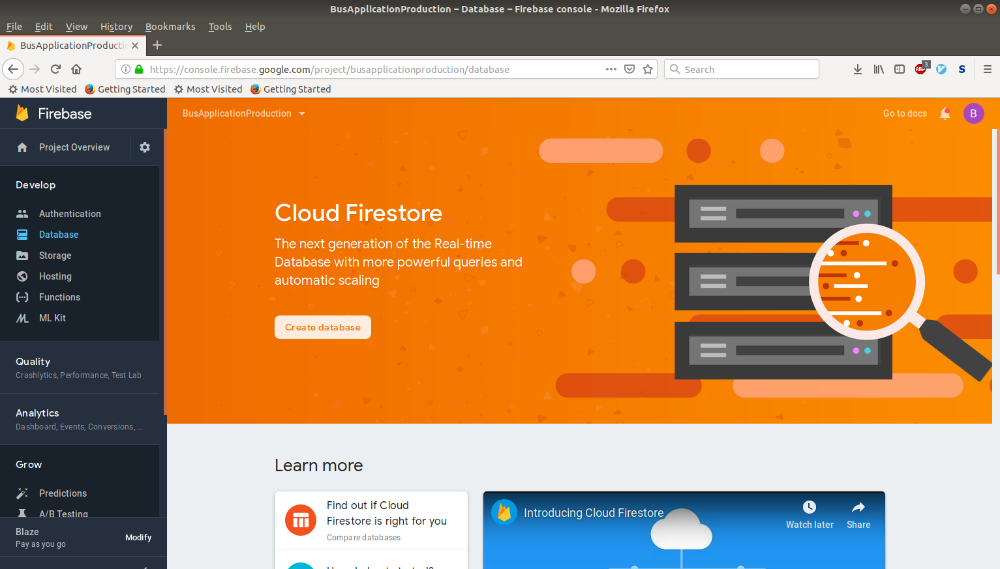 BusApplicationProduction – Database – Firebase console - Mozilla Firefox
File Edit View History Bookmarks Tools Help
BusApplicationProductio
https://console.firebase.google.com/project/busapplicationproduction/database
Search
ABP
3
S
Most Visited Getting Started Most Visited Getting Started
Firebase
BusApplicationProduction
Go to docs
B
Project Overview
Develop
Authentication
Database
Storage
Hosting
Functions
ML Kit
Quality
Crashlytics, Performance, Test Lab
Analytics
Dashboard, Events, Conversions, ...
Grow
Predictions
A/B Testing
Blaze
Pay as you go
Modify
Cloud Firestore
The next generation of the Real-time
Database with more powerful queries and
automatic scaling
Create database
Learn more
Find out if Cloud
Firestore is right for you
Compare databases
Introducing Cloud Firestore
Watch later
Share